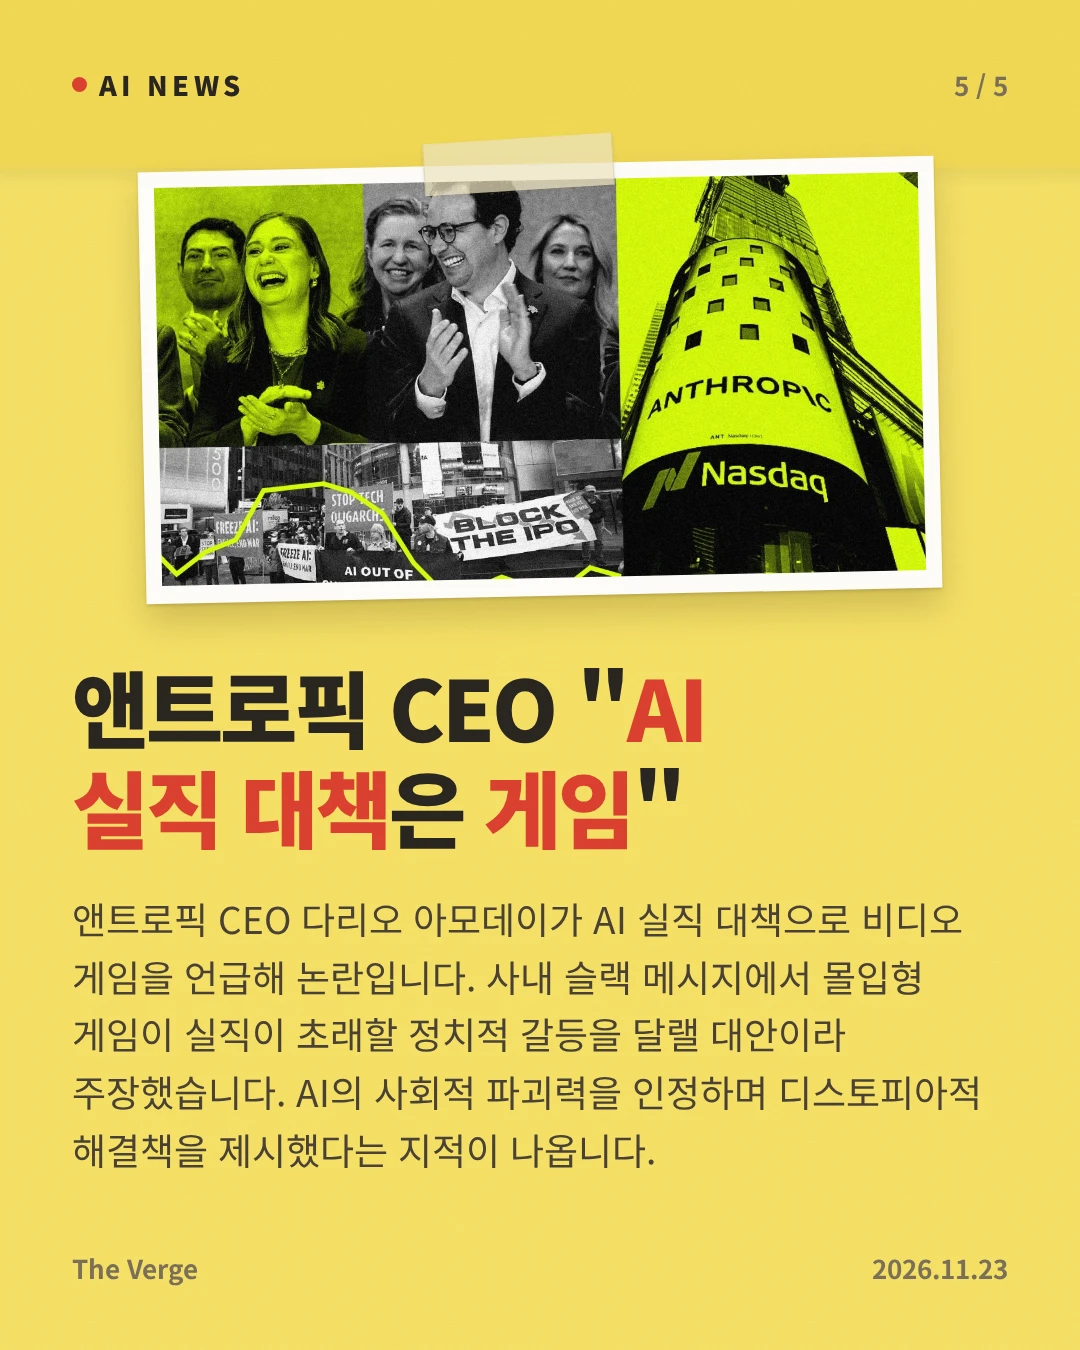 AI NEWS
5 / 5
ANTHROP\C
ANT
Nasdaq
Nasdaq
STOP TECH
OLIGARCHS
FREEZE AI:
BLOCK
THE IPO
FREEZE AI:
AI OUT OF
앤트로픽 CEO "AI
실직 대책은 게임"
앤트로픽 CEO 다리오 아모데이가 AI 실직 대책으로 비디오
게임을 언급해 논란입니다. 사내 슬랙 메시지에서 몰입형
게임이 실직이 초래할 정치적 갈등을 달랠 대안이라
주장했습니다. AI의 사회적 파괴력을 인정하며 디스토피아적
해결책을 제시했다는 지적이 나옵니다.
The Verge
2026.11.23